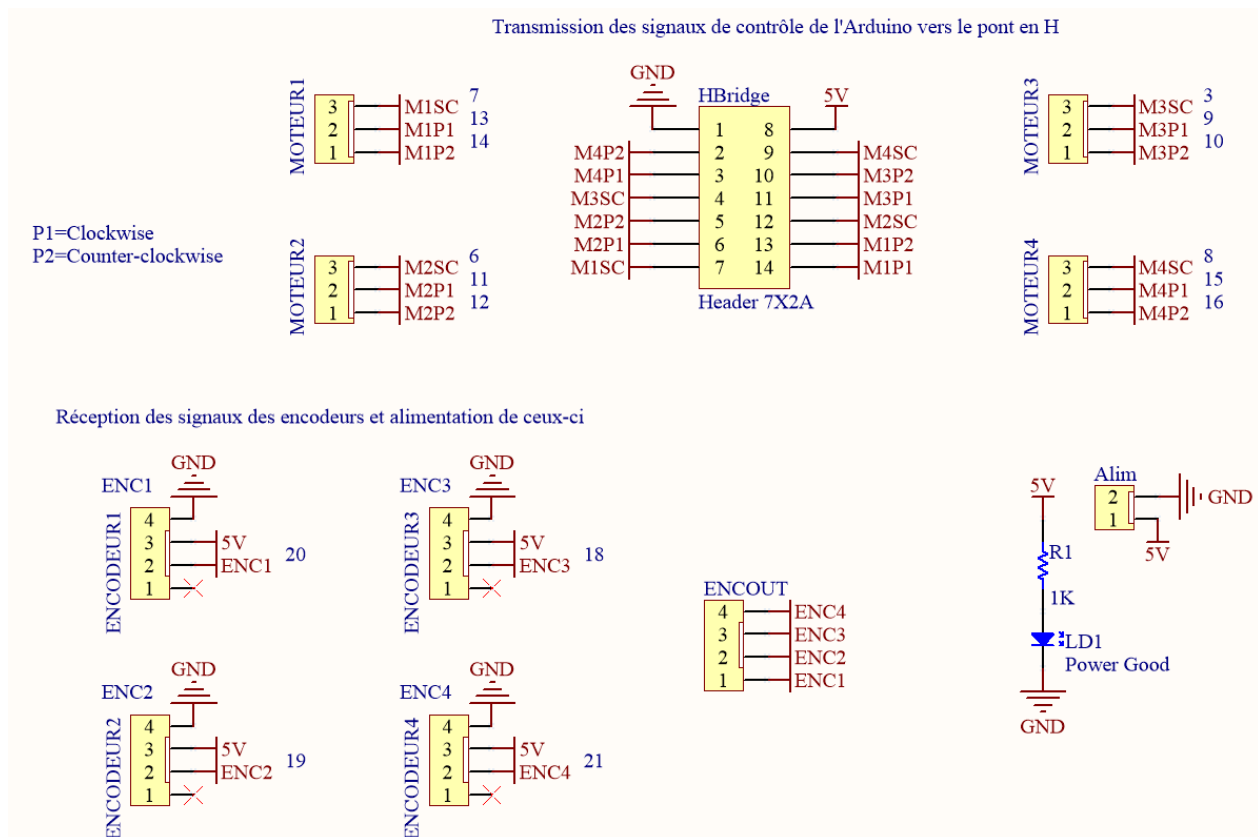 Transmission des signaux de contrôle de l'Arduino vers le pont en H
MOTEUR1
3 M1SC 7
2 M1P1 13
1 M1P2 14
GND
HBridge
5V
1 8
M4P2 2 9 M4SC
M4P1 3 10 M3P2
M3SC 4 11 M3P1
M2P2 5 12 M2SC
M2P1 6 13 M1P2
M1SC 7 14 M1P1
Header 7X2A
MOTEUR3
3 M3SC 3
2 M3P1 9
1 M3P2 10
P1=Clockwise
P2=Counter-clockwise
MOTEUR2
3 M2SC 6
2 M2P1 11
1 M2P2 12
MOTEUR4
3 M4SC 8
2 M4P1 15
1 M4P2 16
Réception des signaux des encodeurs et alimentation de ceux-ci
GND
ENC1
ENCODEUR1
4
3 5V
2 ENC1 20
1
GND
ENC3
ENCODEUR3
4
3 5V
2 ENC3 18
1
GND
ENC2
ENCODEUR2
4
3 5V
2 ENC2 19
1
GND
ENC4
ENCODEUR4
4
3 5V
2 ENC4 21
1
ENCOUT
4 ENC4
3 ENC3
2 ENC2
1 ENC1
5V
R1
1K
LD1
Power Good
GND
Alim
2 GND
1
5V